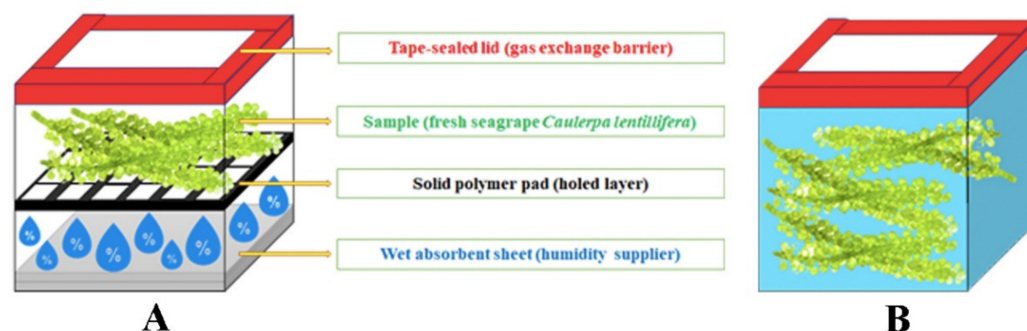 Tape-sealed lid (gas exchange barrier)
Sample (fresh seagrape Caulerpa lentillifera)
Solid polymer pad (holed layer)
Wet absorbent sheet (humidity supplier)
% % % % % % % % %
A
B